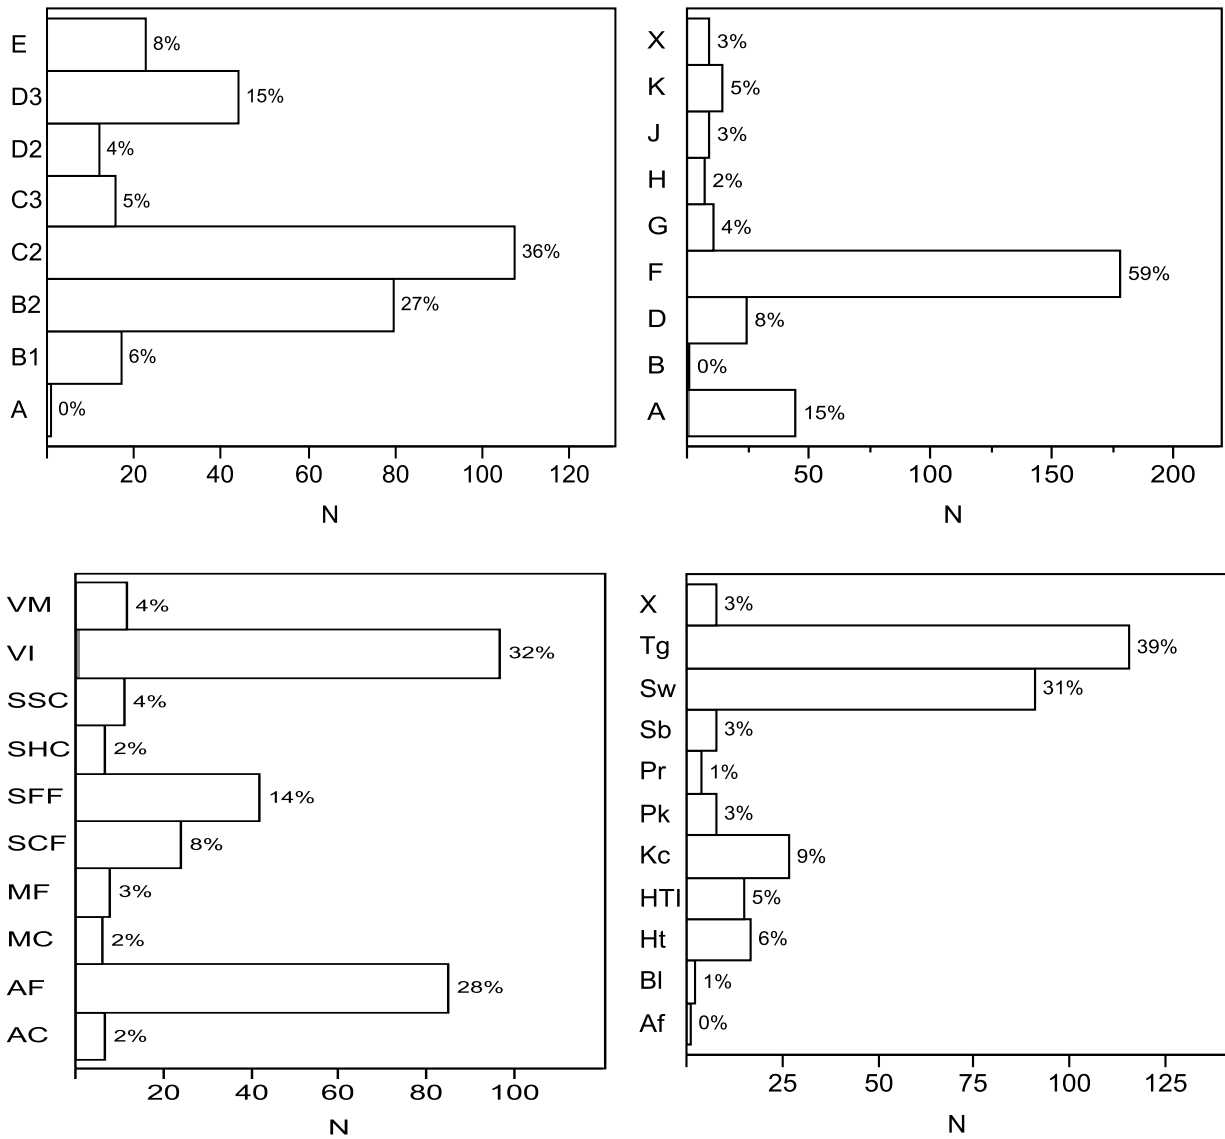 E 8%
D3 15%
D2 4%
C3 5%
C2 36%
B2 27%
B1 6%
A 0%
20 40 60 80 100 120
N
X 3%
K 5%
J 3%
H 2%
G 4%
F 59%
D 8%
B 0%
A 15%
50 100 150 200
N
VM 4%
VI 32%
SSC 4%
SHC 2%
SFF 14%
SCF 8%
MF 3%
MC 2%
AF 28%
AC 2%
20 40 60 80 100
N
X 3%
Tg 39%
Sw 31%
Sb 3%
Pr 1%
Pk 3%
Kc 9%
HTI 5%
Ht 6%
Bl 1%
Af 0%
25 50 75 100 125
N